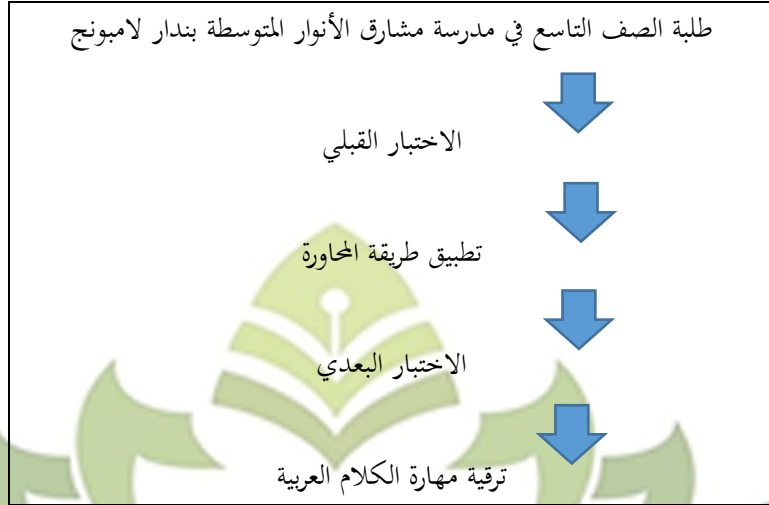 طلبة الصف التاسع في مدرسة مشارق الأنوار المتوسطة بندار لامبونج
الاختبار القبلي
تطبيق طريقة المحاورة
الاختبار البعدي
ترقية مهارة الكلام العربية